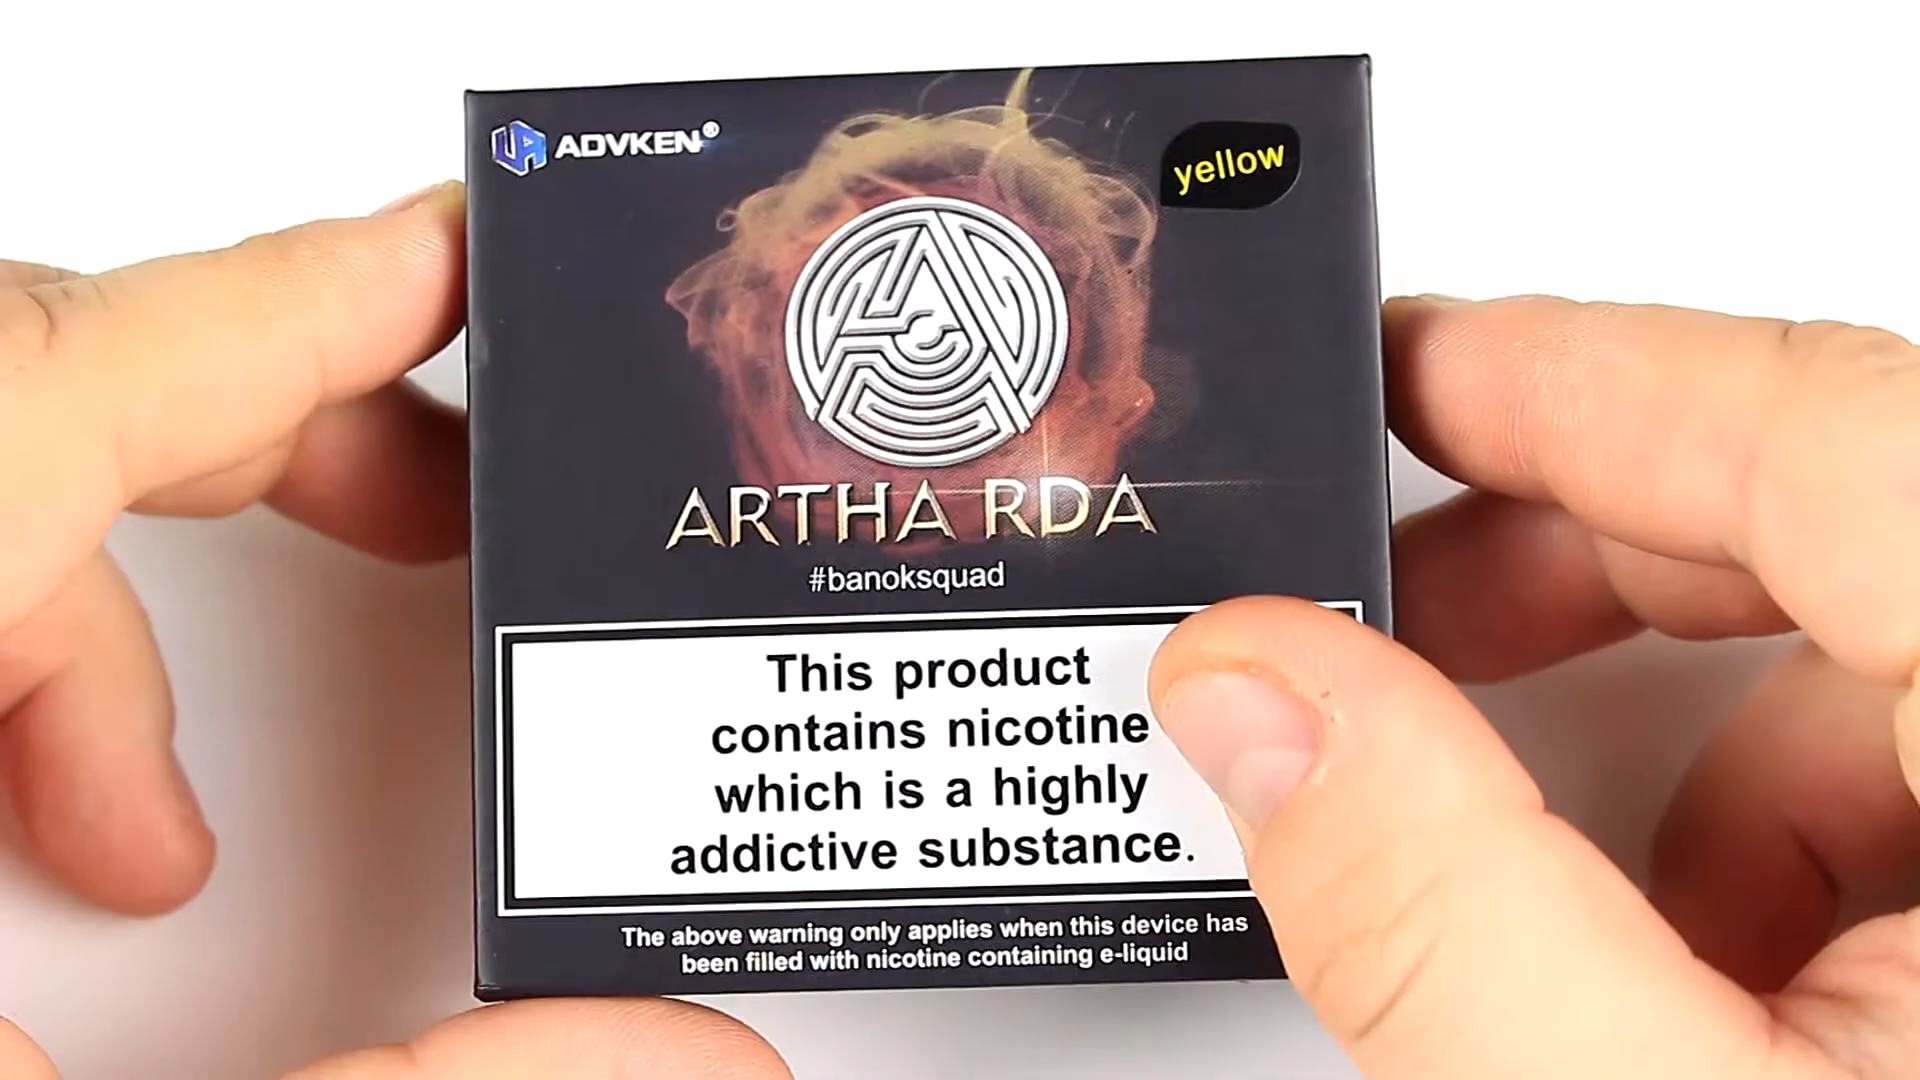 ADVKEN®
yellow
ARTHA RDA
#banoksquad
This product
contains nicotine
which is a highly
addictive substance.
The above warning only applies when this device has
been filled with nicotine containing e-liquid